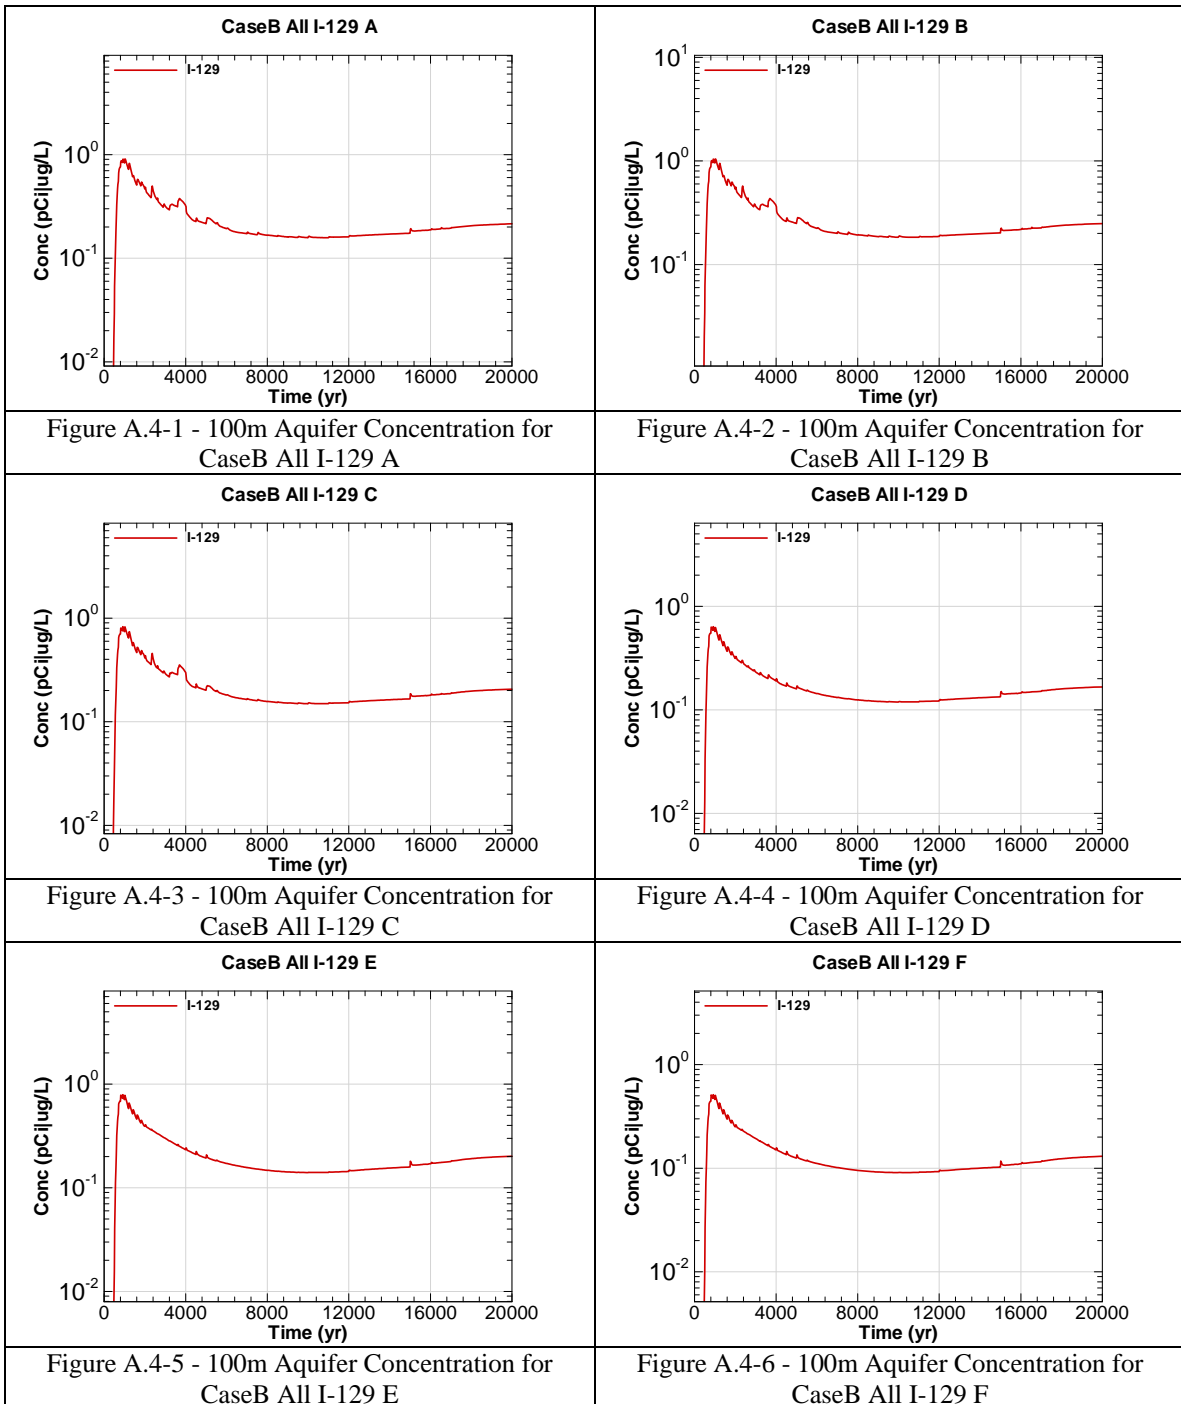 CaseB All I-129 A
I-129
10^0
10^-1
10^-2
Conc (pCi|ug/L)
0 4000 8000 12000 16000 20000
Time (yr)
Figure A.4-1 - 100m Aquifer Concentration for
CaseB All I-129 A
CaseB All I-129 B
I-129
10^1
10^0
10^-1
Conc (pCi|ug/L)
0 4000 8000 12000 16000 20000
Time (yr)
Figure A.4-2 - 100m Aquifer Concentration for
CaseB All I-129 B
CaseB All I-129 C
I-129
10^0
10^-1
10^-2
Conc (pCi|ug/L)
0 4000 8000 12000 16000 20000
Time (yr)
Figure A.4-3 - 100m Aquifer Concentration for
CaseB All I-129 C
CaseB All I-129 D
I-129
10^0
10^-1
10^-2
Conc (pCi|ug/L)
0 4000 8000 12000 16000 20000
Time (yr)
Figure A.4-4 - 100m Aquifer Concentration for
CaseB All I-129 D
CaseB All I-129 E
I-129
10^0
10^-1
10^-2
Conc (pCi|ug/L)
0 4000 8000 12000 16000 20000
Time (yr)
Figure A.4-5 - 100m Aquifer Concentration for
CaseB All I-129 E
CaseB All I-129 F
I-129
10^0
10^-1
10^-2
Conc (pCi|ug/L)
0 4000 8000 12000 16000 20000
Time (yr)
Figure A.4-6 - 100m Aquifer Concentration for
CaseB All I-129 F